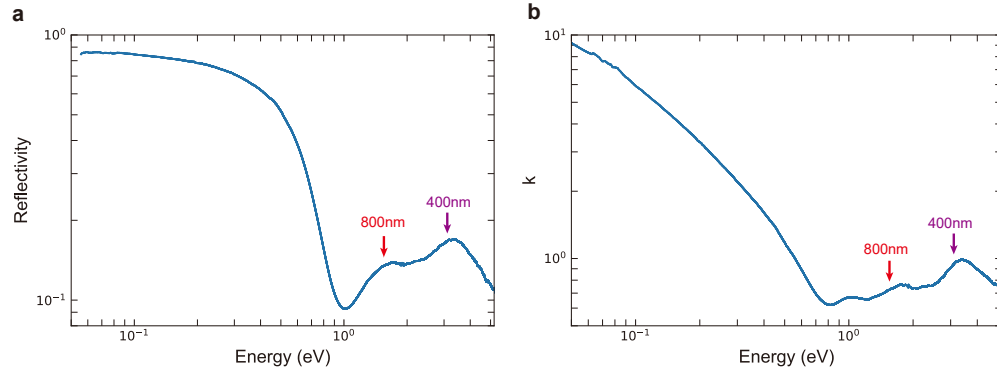 a
b
10⁰
10¹
400nm
400nm
800nm
800nm
Reflectivity
k
10⁰
10⁻¹
10⁻¹
10⁰
10⁻¹
10⁰
Energy (eV)
Energy (eV)